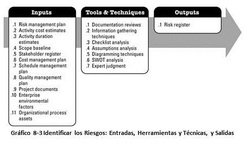 Inputs
.1 Risk management plan
.2 Activity cost estimates
.3 Activity duration
estimates
.4 Scope baseline
.5 Stakeholder register
.6 Cost management plan
.7 Schedule management
plan
.8 Quality management
plan
.9 Project documents
.10 Enterprise
environmental
factors
.11 Organizational process
assets
Tools & Techniques
.1 Documentation reviews
.2 Information gathering
techniques
.3 Checklist analysis
.4 Assumptions analysis
.5 Diagramming techniques
.6 SWOT analysis
.7 Expert judgment
Outputs
.1 Risk register
Gráfico 8-3 Identificar los Riesgos: Entradas, Herramientas y Técnicas, y Salidas